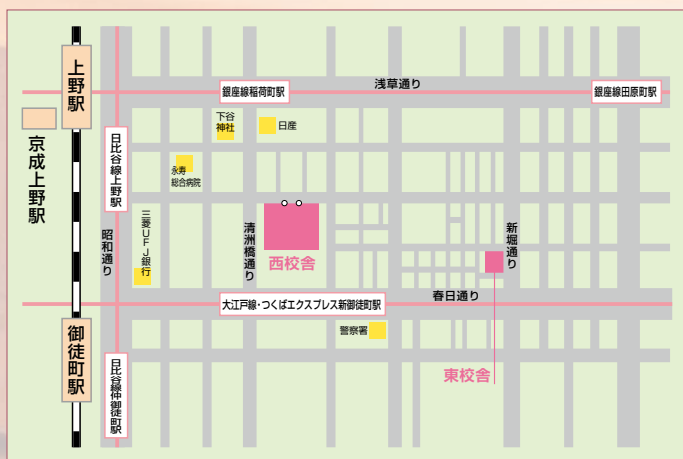 上野駅
京成上野駅
御徒町駅
日比谷線上野駅
昭和通り
日比谷線仲御徒町駅
銀座線稲荷町駅
浅草通り
銀座線田原町駅
下谷
神社
日産
永寿
総合病院
三菱UFJ銀行
清洲橋通り
西校舎
新堀通り
大江戸線・つくばエクスプレス新御徒町駅
春日通り
警察署
東校舎